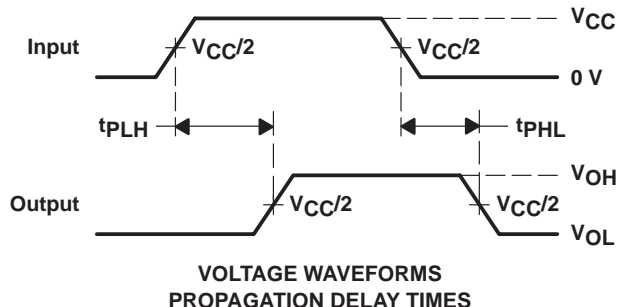 VCC
Input
VCC/2
VCC/2
0 V
tPLH
tPHL
VOH
Output
VCC/2
VCC/2
VOL
VOLTAGE WAVEFORMS
PROPAGATION DELAY TIMES